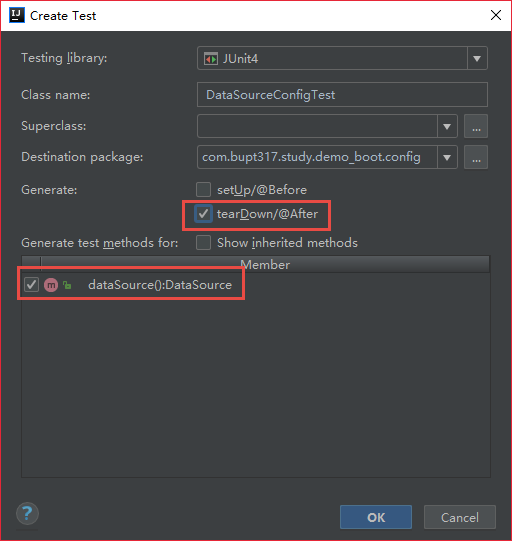 Create Test
Testing library: JUnit4
Class name: DataSourceConfigTest
Superclass: ...
Destination package: com.bupt317.study.demo_boot.config ...
Generate: setUp/@Before
tearDown/@After
Generate test methods for: Show inherited methods
Member
m dataSource():DataSource
? OK Cancel